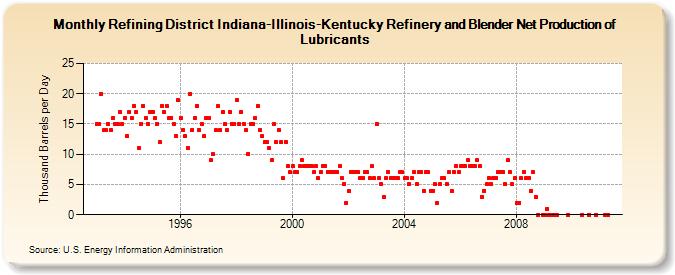 Monthly Refining District Indiana-Illinois-Kentucky Refinery and Blender Net Production of
Lubricants
Thousand Barrels per Day
25
20
15
10
5
0
1996
2000
2004
2008
Source: U.S. Energy Information Administration